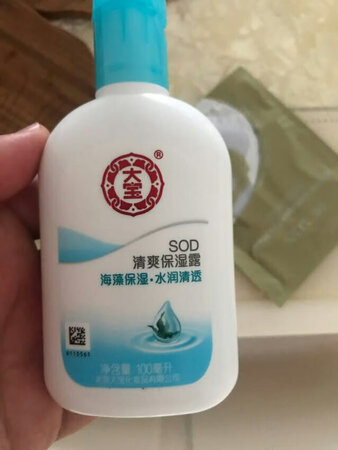 大宝®
SOD
清爽保湿露
海藻保湿·水润清透
净含量 100毫升